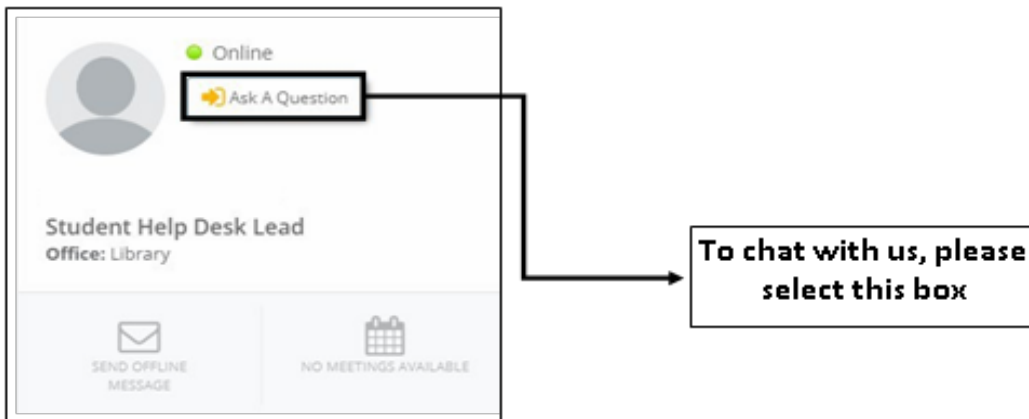 Online
Ask A Question
Student Help Desk Lead
Office: Library
SEND OFFLINE
MESSAGE
NO MEETINGS AVAILABLE
To chat with us, please
select this box